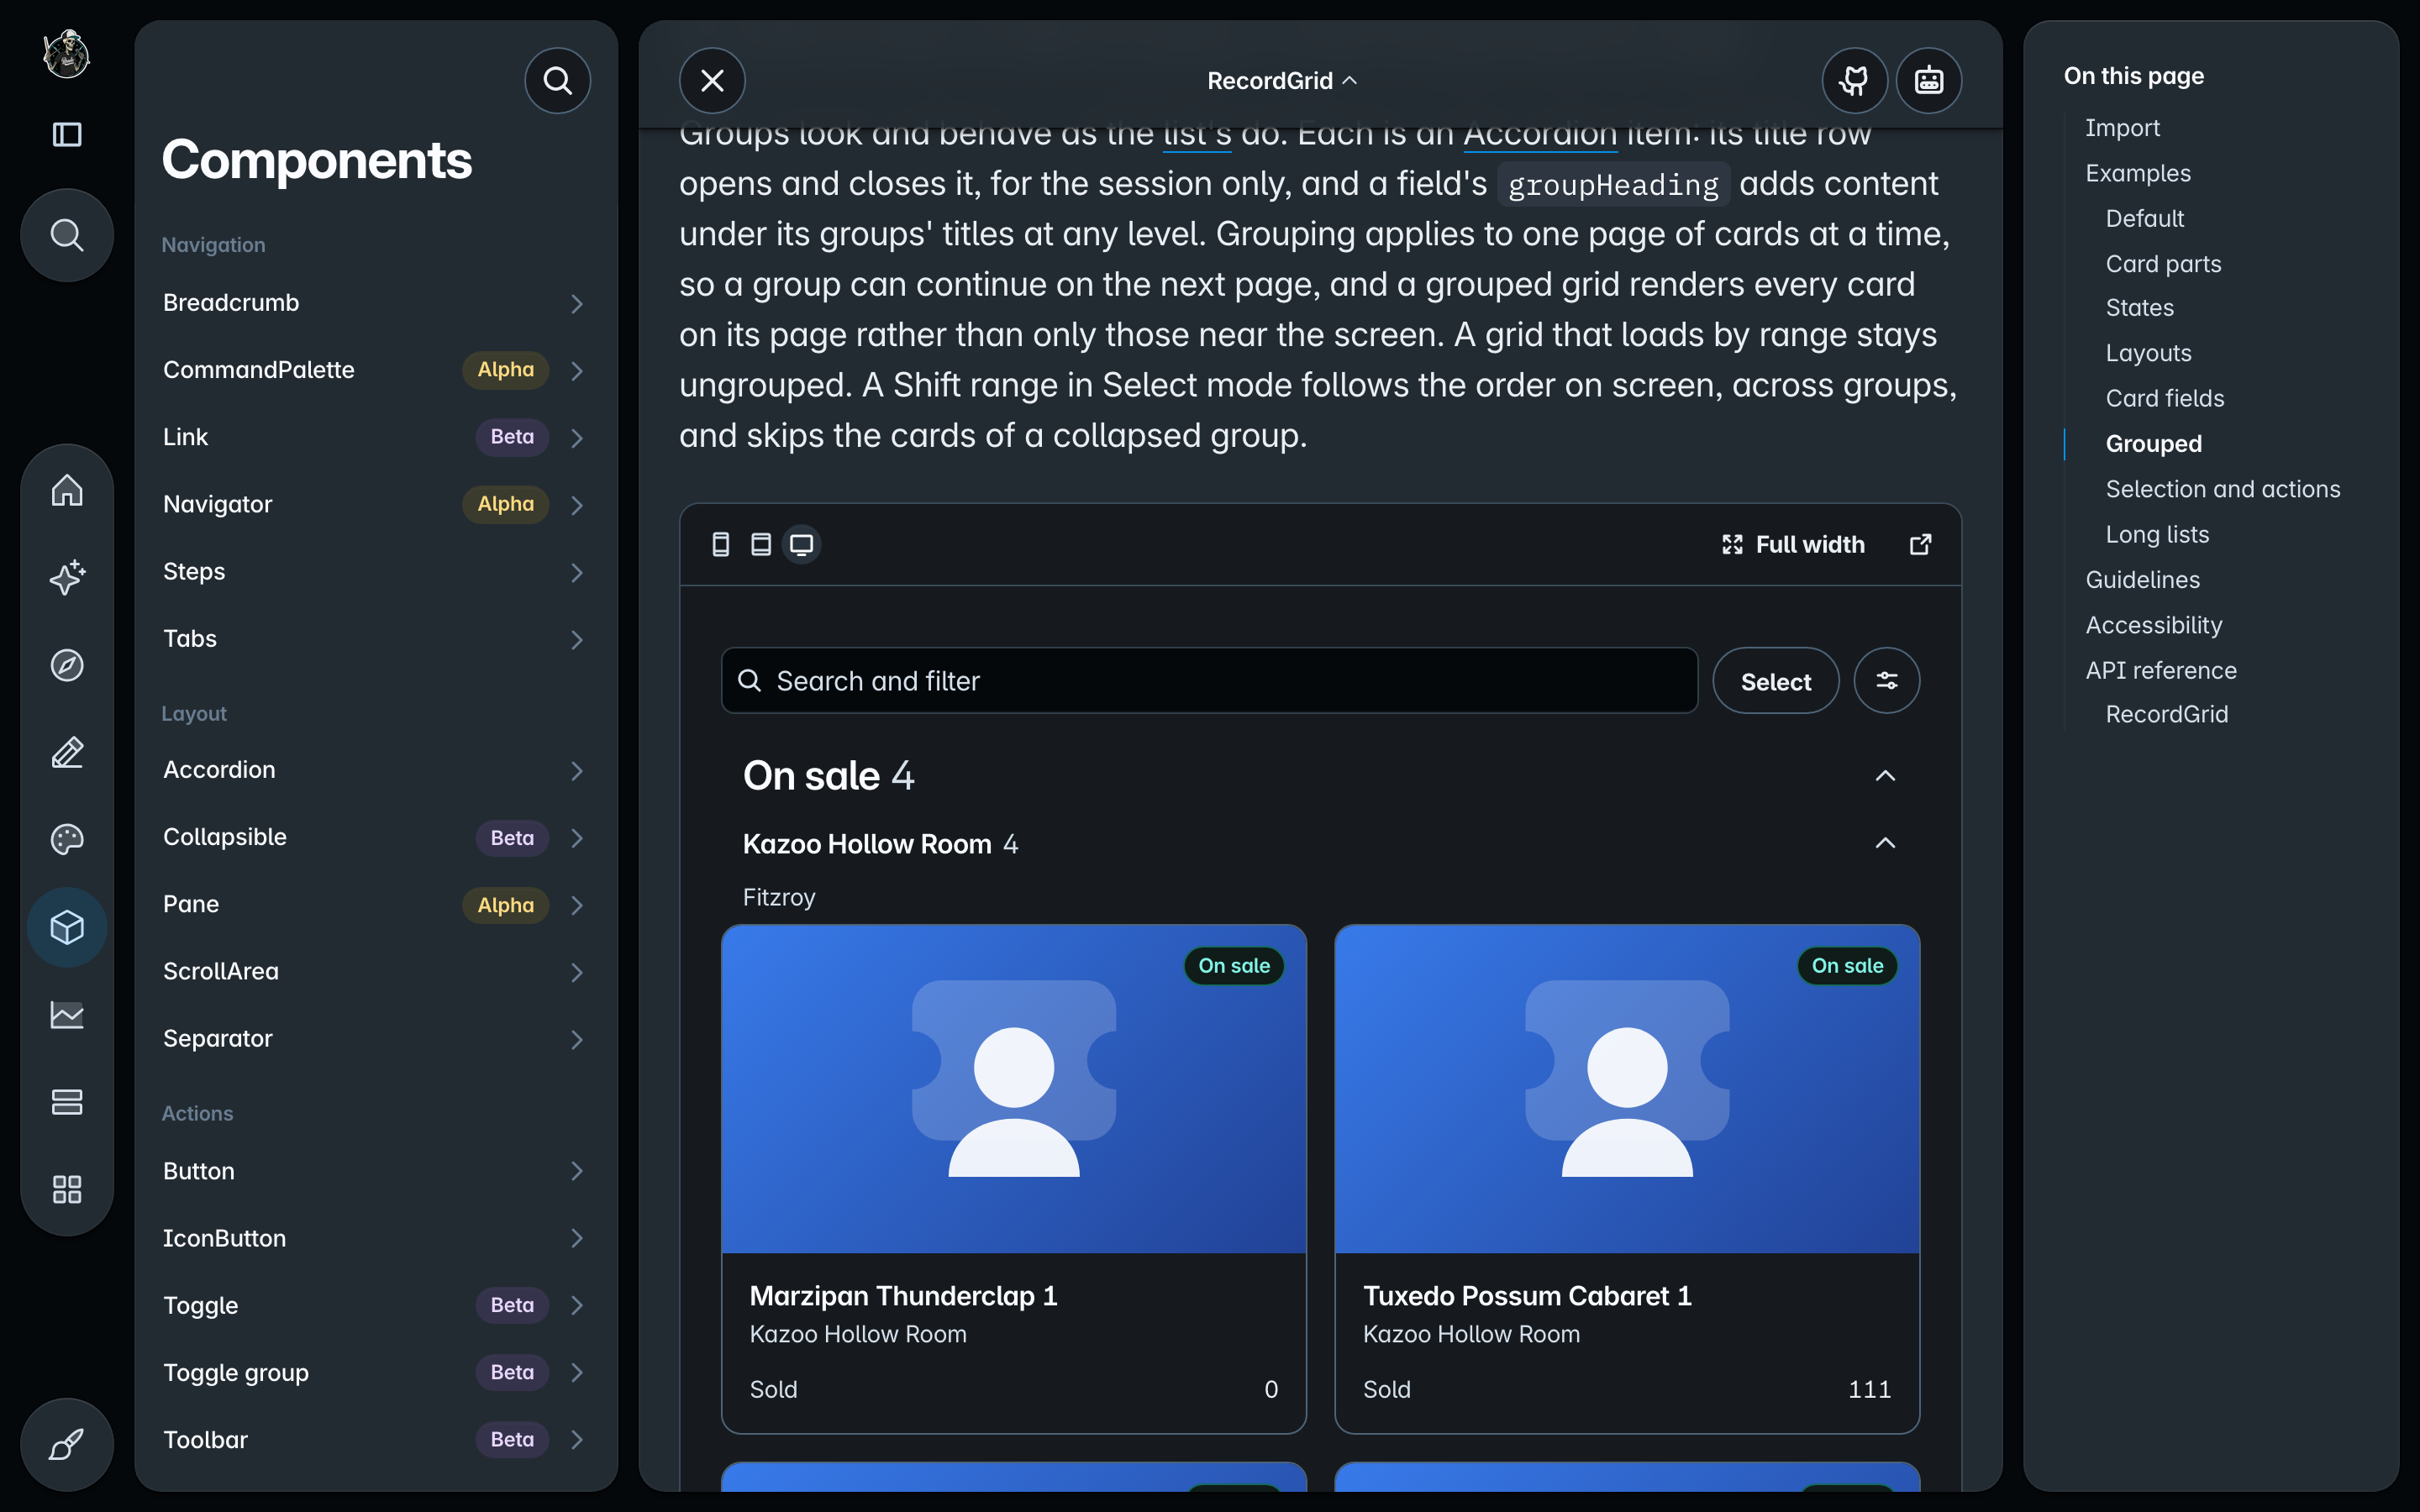 Components
Navigation
Breadcrumb
CommandPalette Alpha
Link Beta
Navigator Alpha
Steps
Tabs
Layout
Accordion
Collapsible Beta
Pane Alpha
ScrollArea
Separator
Actions
Button
IconButton
Toggle Beta
Toggle group Beta
Toolbar Beta
RecordGrid
Groups look and behave as the list's do. Each is an Accordion item: its title row
opens and closes it, for the session only, and a field's groupHeading adds content
under its groups' titles at any level. Grouping applies to one page of cards at a time,
so a group can continue on the next page, and a grouped grid renders every card
on its page rather than only those near the screen. A grid that loads by range stays
ungrouped. A Shift range in Select mode follows the order on screen, across groups,
and skips the cards of a collapsed group.
Full width
Search and filter
Select
On sale 4
Kazoo Hollow Room 4
Fitzroy
On sale
Marzipan Thunderclap 1
Kazoo Hollow Room
Sold 0
On sale
Tuxedo Possum Cabaret 1
Kazoo Hollow Room
Sold 111
On this page
Import
Examples
Default
Card parts
States
Layouts
Card fields
Grouped
Selection and actions
Long lists
Guidelines
Accessibility
API reference
RecordGrid